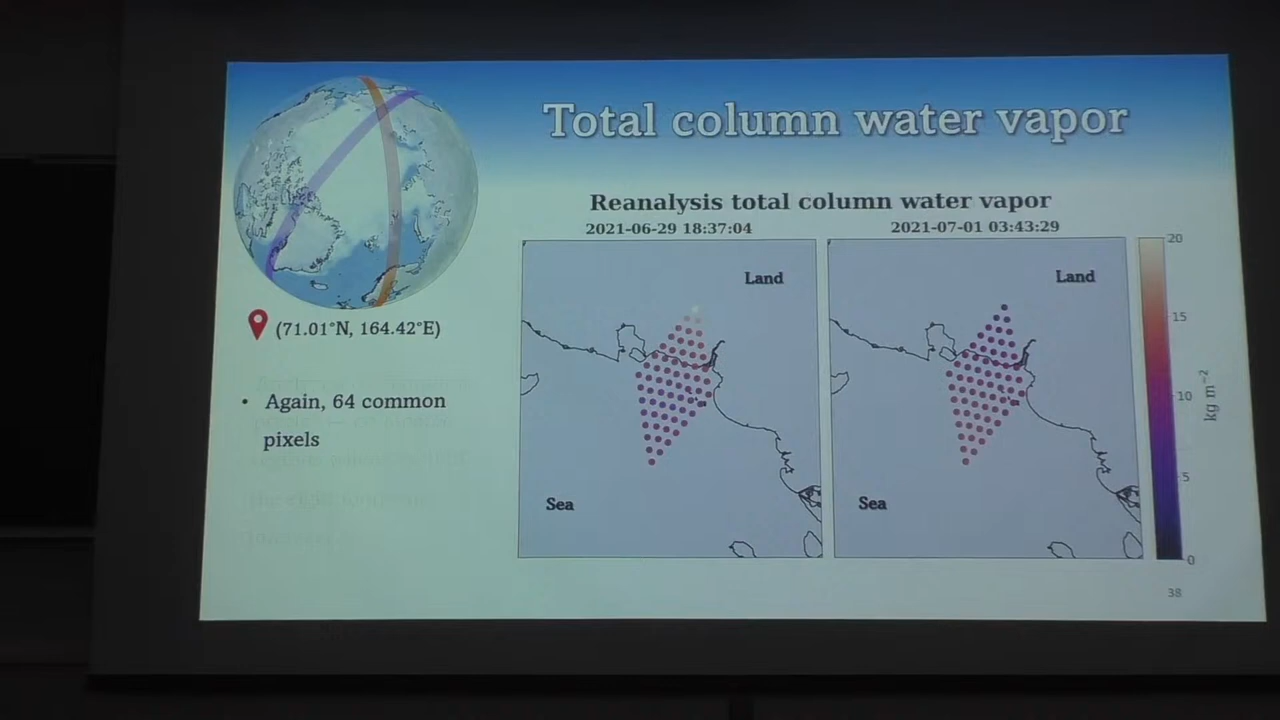 Total column water vapor
Reanalysis total column water vapor
2021-06-29 18:37:04
2021-07-01 03:43:29
Land
Sea
Land
Sea
20
15
10
5
0
kg m⁻²
(71.01°N, 164.42°E)
• Again, 64 common
pixels
38